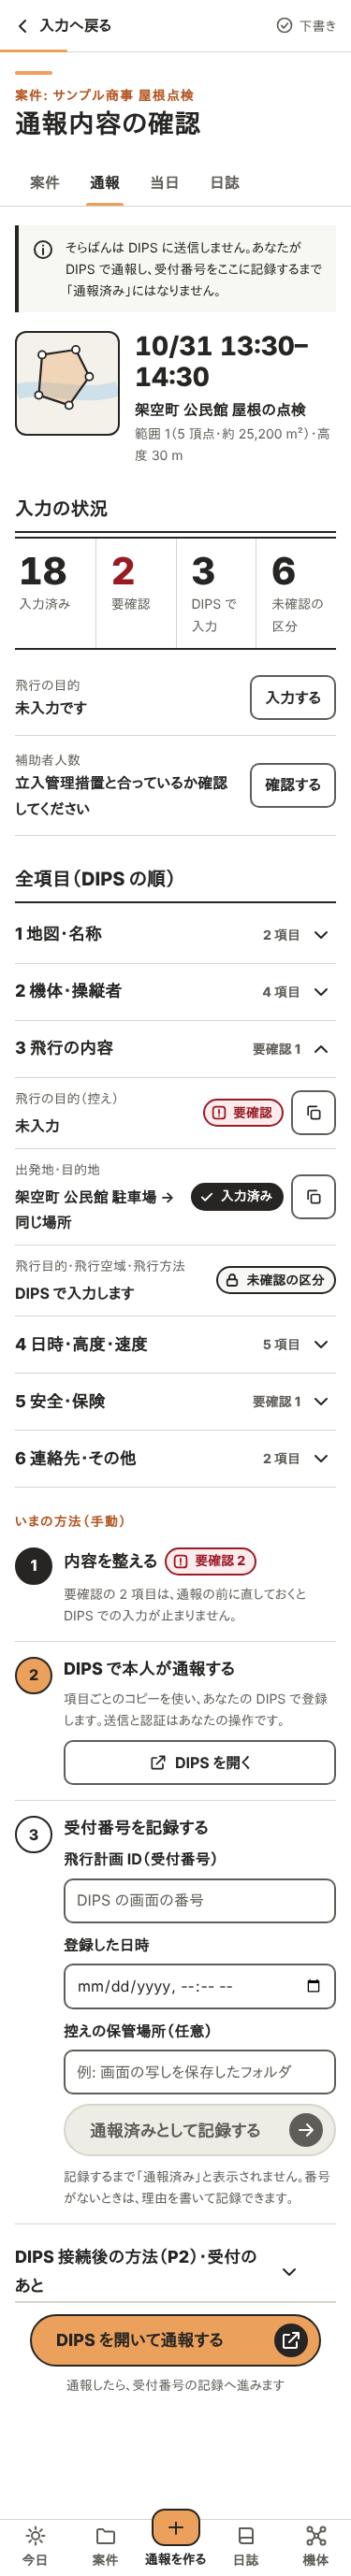 入力へ戻る
下書き
案件: サンプル商事 屋根点検
通報内容の確認
案件 通報 当日 日誌
そらぱんは DIPS に送信しません。あなたが
DIPS で通報し、受付番号をここに記録するまで
「通報済み」にはなりません。
10/31 13:30–
14:30
架空町 公民館 屋根の点検
範囲 1（5 頂点・約 25,200 m²）・高
度 30 m
入力の状況
18 2 3 6
入力済み 要確認 DIPS で 未確認の
入力 区分
飛行の目的
未入力です
入力する
補助者人数
立入管理措置と合っているか確認
してください
確認する
全項目（DIPS の順）
1 地図・名称 2 項目
2 機体・操縦者 4 項目
3 飛行の内容 要確認 1
飛行の目的（控え）
未入力
要確認
出発地・目的地
架空町 公民館 駐車場 →
同じ場所
入力済み
飛行目的・飛行空域・飛行方法
DIPS で入力します
未確認の区分
4 日時・高度・速度 5 項目
5 安全・保険 要確認 1
6 連絡先・その他 2 項目
いまの方法（手動）
1 内容を整える 要確認 2
要確認の 2 項目は、通報の前に直しておくと
DIPS での入力が止まりません。
2 DIPS で本人が通報する
項目ごとのコピーを使い、あなたの DIPS で登録
します。送信と認証はあなたの操作です。
DIPS を開く
3 受付番号を記録する
飛行計画 ID（受付番号）
DIPS の画面の番号
登録した日時
mm/dd/yyyy, --:-- --
控えの保管場所（任意）
例: 画面の写しを保存したフォルダ
通報済みとして記録する
記録するまで「通報済み」と表示されません。番号
がないときは、理由を書いて記録できます。
DIPS 接続後の方法（P2）・受付の
あと
DIPS を開いて通報する
通報したら、受付番号の記録へ進みます
今日 案件 通報を作る 日誌 機体